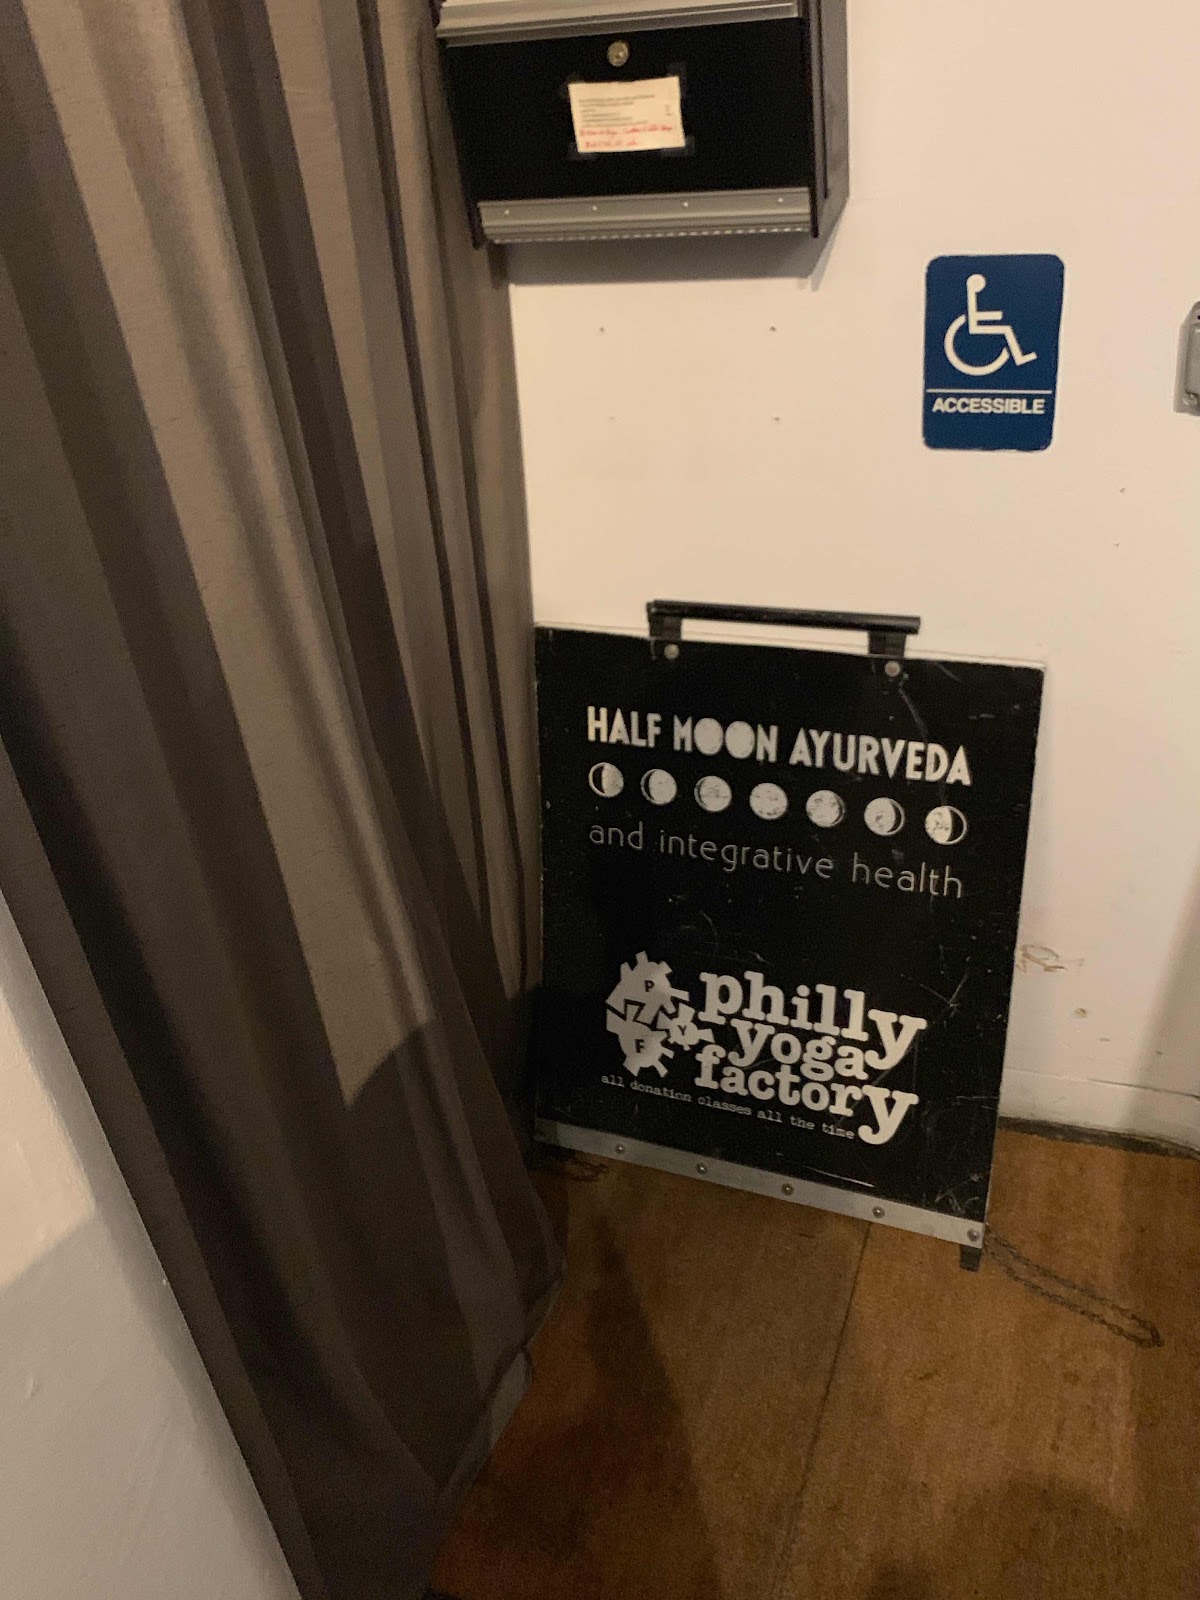 ACCESSIBLE
HALF MOON AYURVEDA
and integrative health
P
Y
F
philly
yoga
factory
all donation classes all the time